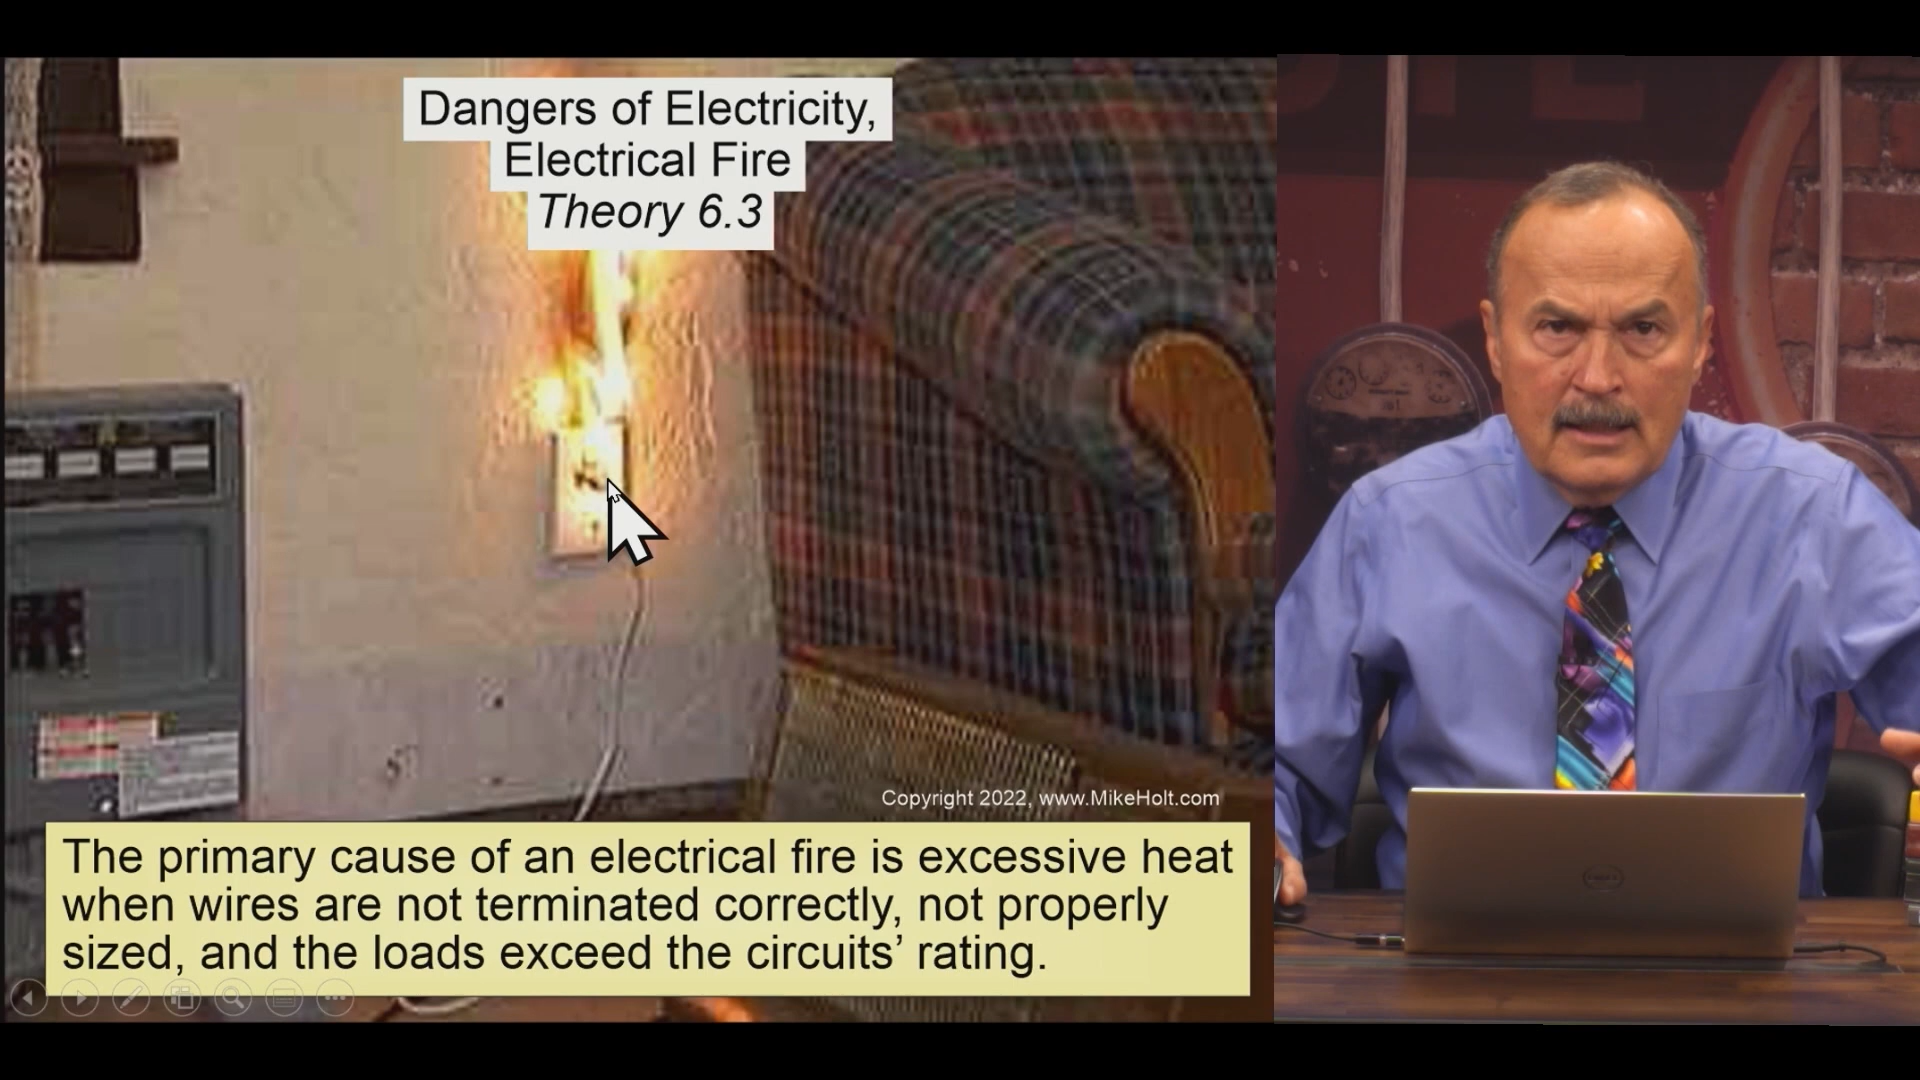 Dangers of Electricity,
Electrical Fire
Theory 6.3
Copyright 2022, www.MikeHolt.com
The primary cause of an electrical fire is excessive heat
when wires are not terminated correctly, not properly
sized, and the loads exceed the circuits’ rating.